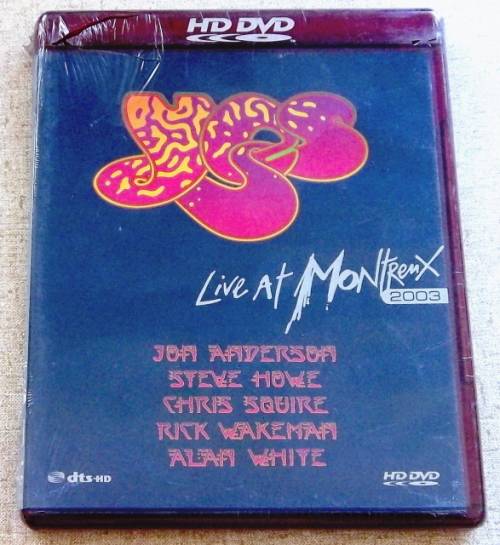 HD DVD
YES
Live At Montreux
2003
JON ANDERSON
STEVE HOWE
CHRIS SQUIRE
RICK WAKEMAN
ALAN WHITE
dts-HD
HD DVD